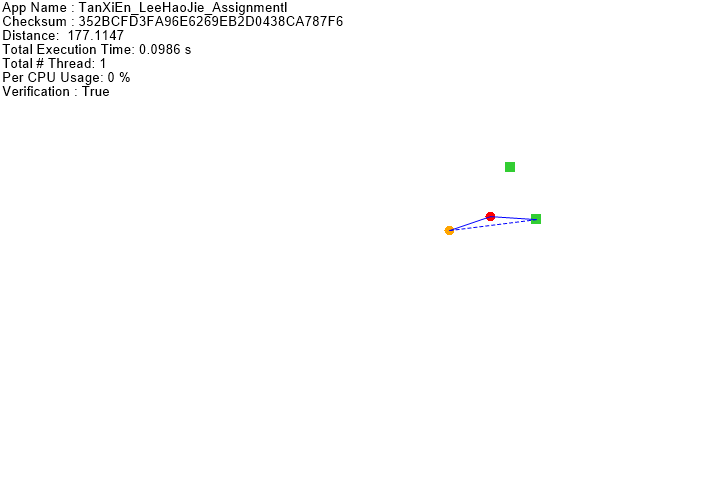 App Name : TanXiEn_LeeHaoJie_AssignmentI
Checksum : 352BCFD3FA96E6269EB2D0438CA787F6
Distance:  177.1147
Total Execution Time: 0.0986 s
Total # Thread: 1
Per CPU Usage: 0 %
Verification : True